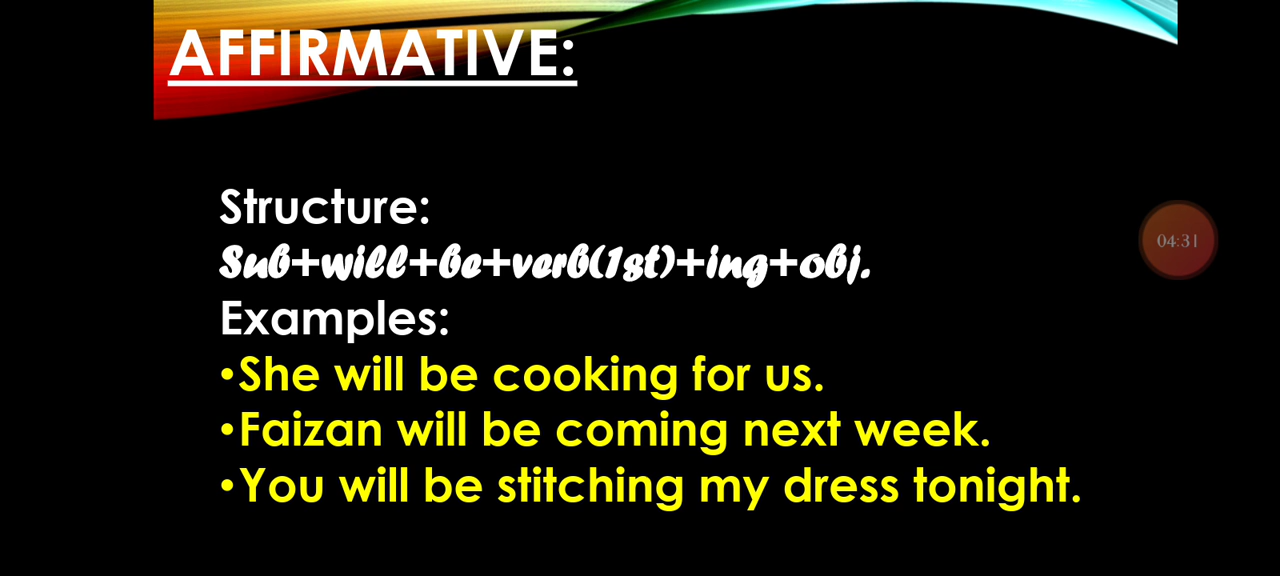 AFFIRMATIVE:
Structure:
Sub+will+be+verb(1st)+ing+obj.
04:31
Examples:
•She will be cooking for us.
•Faizan will be coming next week.
•You will be stitching my dress tonight.